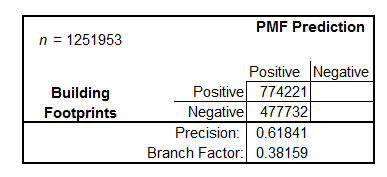 PMF Prediction
n = 1251953
Positive Negative
Building Positive 774221
Footprints Negative 477732
Precision: 0.61841
Branch Factor: 0.38159